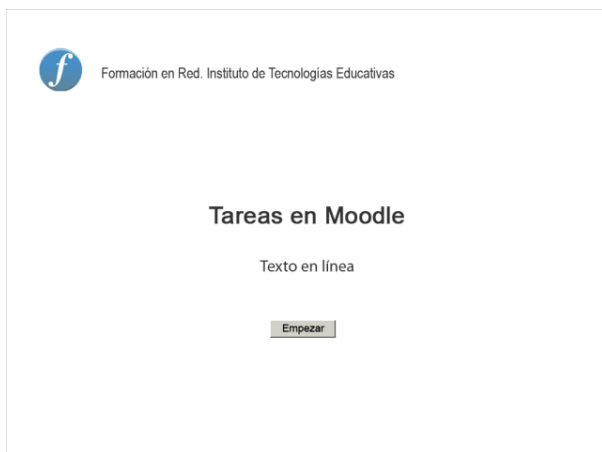 f
Formación en Red. Instituto de Tecnologías Educativas
Tareas en Moodle
Texto en línea
Empezar